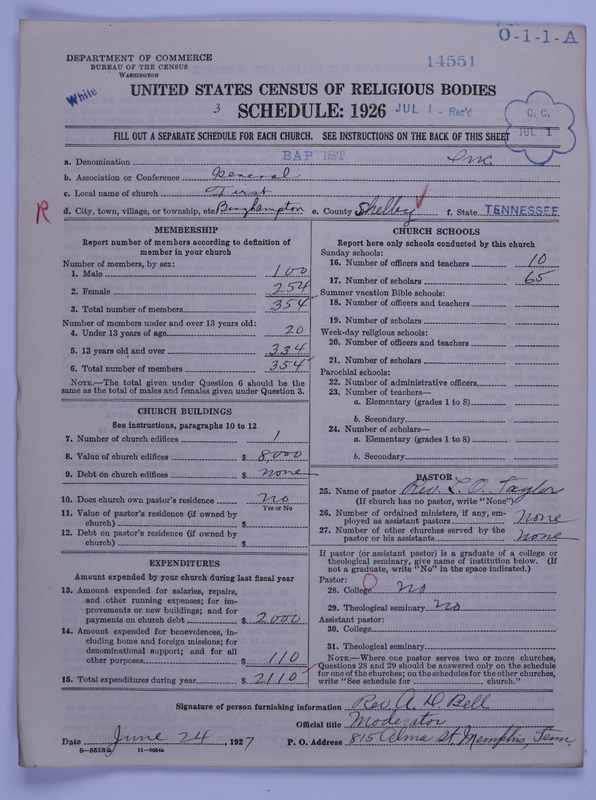 O-1-1-A
DEPARTMENT OF COMMERCE
BUREAU OF THE CENSUS
WASHINGTON
14551
White
UNITED STATES CENSUS OF RELIGIOUS BODIES
3 SCHEDULE: 1926 JUL 1 - Rec'd
C. C.
JUL 1
FILL OUT A SEPARATE SCHEDULE FOR EACH CHURCH. SEE INSTRUCTIONS ON THE BACK OF THIS SHEET
a. Denomination BAPTIST Inc.
b. Association or Conference General
c. Local name of church First
R d. City, town, village, or township, etc. Binghampton e. County Shelby f. State TENNESSEE
MEMBERSHIP
Report number of members according to definition of
member in your church
Number of members, by sex:
1. Male 100
2. Female 254
3. Total number of members 354
Number of members under and over 13 years old:
4. Under 13 years of age 20
5. 13 years old and over 334
6. Total number of members 354
NOTE.—The total given under Question 6 should be the
same as the total of males and females given under Question 3.
CHURCH BUILDINGS
See instructions, paragraphs 10 to 12
7. Number of church edifices 1
8. Value of church edifices $ 8,000
9. Debt on church edifices $ none
10. Does church own pastor's residence no
Yes or No
11. Value of pastor's residence (if owned by
church) $
12. Debt on pastor's residence (if owned by
church) $
EXPENDITURES
Amount expended by your church during last fiscal year
13. Amount expended for salaries, repairs,
and other running expenses; for im-
provements or new buildings; and for
payments on church debt $ 2000
14. Amount expended for benevolences, in-
cluding home and foreign missions; for
denominational support; and for all
other purposes $ 110
15. Total expenditures during year $ 2110
CHURCH SCHOOLS
Report here only schools conducted by this church
Sunday schools:
16. Number of officers and teachers 10
17. Number of scholars 65
Summer vacation Bible schools:
18. Number of officers and teachers
19. Number of scholars
Week-day religious schools:
20. Number of officers and teachers
21. Number of scholars
Parochial schools:
22. Number of administrative officers
23. Number of teachers—
a. Elementary (grades 1 to 8)
b. Secondary
24. Number of scholars—
a. Elementary (grades 1 to 8)
b. Secondary
PASTOR
25. Name of pastor Rev. L. O. Taylor
(If church has no pastor, write "None")
26. Number of ordained ministers, if any, em-
ployed as assistant pastors None
27. Number of other churches served by the
pastor or his assistants none
If pastor (or assistant pastor) is a graduate of a college or
theological seminary, give name of institution below. (If
not a graduate, write "No" in the space indicated.)
Pastor:
28. College no
29. Theological seminary no
Assistant pastor:
30. College
31. Theological seminary
NOTE.—Where one pastor serves two or more churches,
Questions 28 and 29 should be answered only on the schedule
for one of the churches; on the schedules for the other churches,
write "See schedule for church."
Signature of person furnishing information Rev. A. D. Bell
Official title Moderator
Date June 24, 1927 P. O. Address 815 Alma St. Memphis, Tenn.